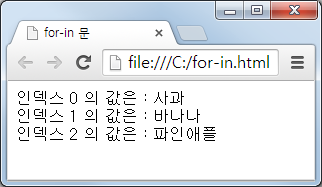 for-in 문
file:///C:/for-in.html
인덱스 0 의 값은 : 사과
인덱스 1 의 값은 : 바나나
인덱스 2 의 값은 : 파인애플